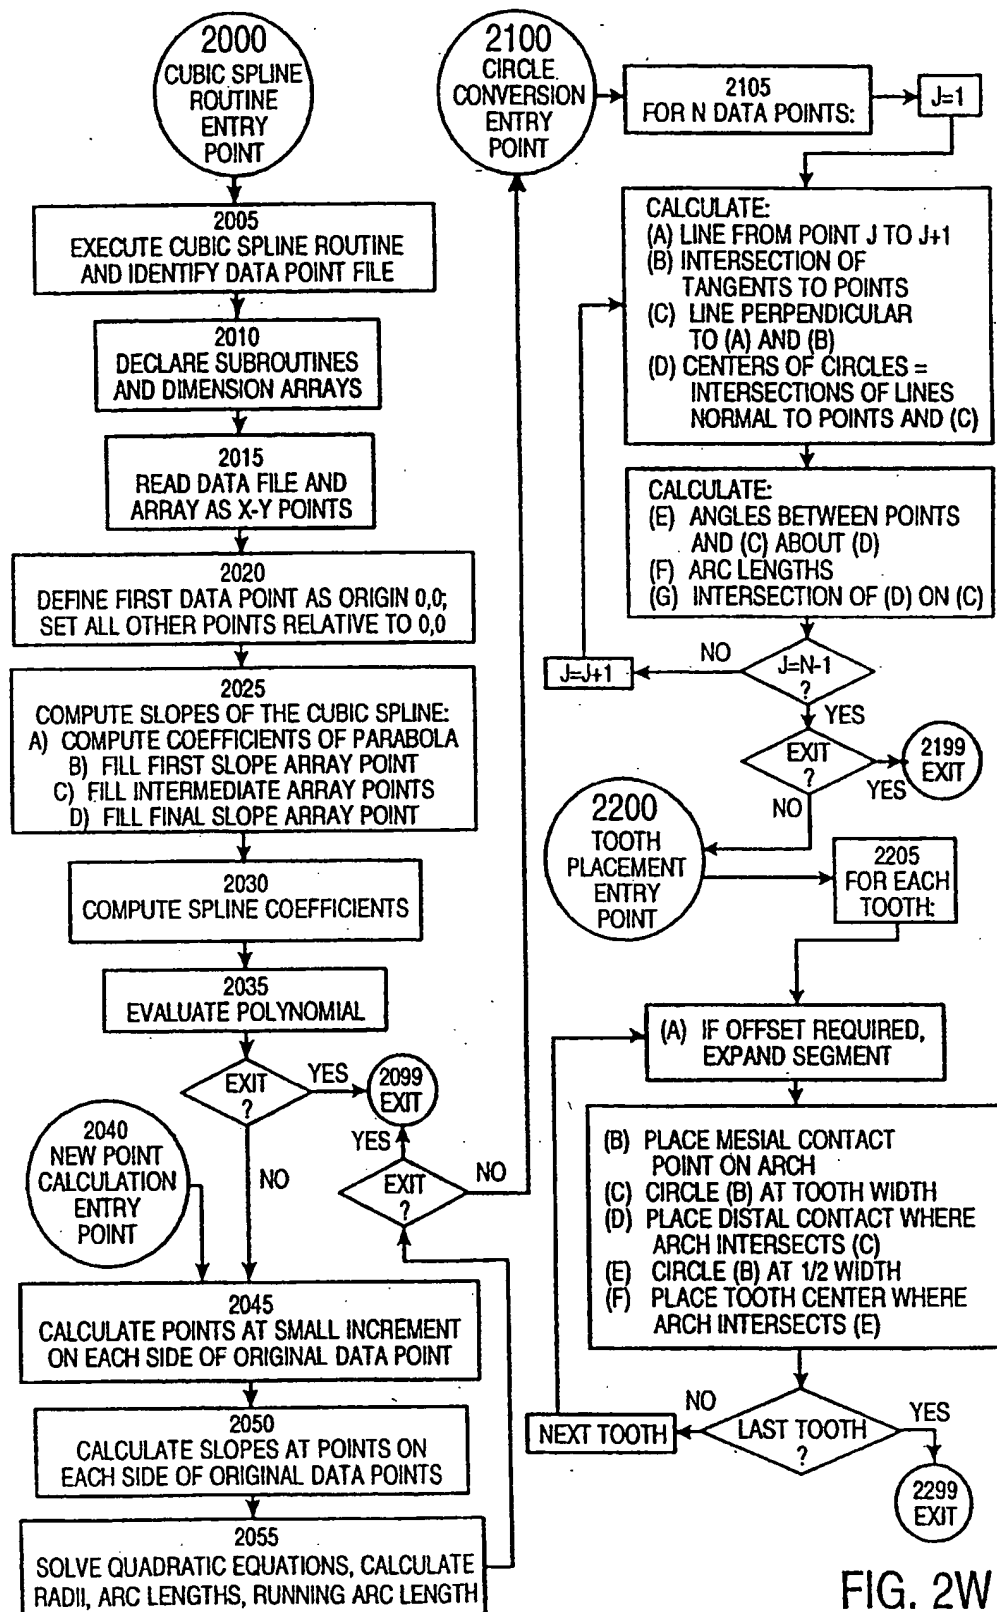 2000
CUBIC SPLINE
ROUTINE
ENTRY
POINT
2005
EXECUTE CUBIC SPLINE ROUTINE
AND IDENTIFY DATA POINT FILE
2010
DECLARE SUBROUTINES
AND DIMENSION ARRAYS
2015
READ DATA FILE AND
ARRAY AS X-Y POINTS
2020
DEFINE FIRST DATA POINT AS ORIGIN 0,0;
SET ALL OTHER POINTS RELATIVE TO 0,0
2025
COMPUTE SLOPES OF THE CUBIC SPLINE:
A) COMPUTE COEFFICIENTS OF PARABOLA
B) FILL FIRST SLOPE ARRAY POINT
C) FILL INTERMEDIATE ARRAY POINTS
D) FILL FINAL SLOPE ARRAY POINT
2030
COMPUTE SPLINE COEFFICIENTS
2035
EVALUATE POLYNOMIAL
EXIT
?
YES
2099
EXIT
NO
2040
NEW POINT
CALCULATION
ENTRY
POINT
YES
EXIT
?
NO
2045
CALCULATE POINTS AT SMALL INCREMENT
ON EACH SIDE OF ORIGINAL DATA POINT
2050
CALCULATE SLOPES AT POINTS ON
EACH SIDE OF ORIGINAL DATA POINTS
2055
SOLVE QUADRATIC EQUATIONS, CALCULATE
RADII, ARC LENGTHS, RUNNING ARC LENGTH
2100
CIRCLE
CONVERSION
ENTRY
POINT
2105
FOR N DATA POINTS:
J=1
CALCULATE:
(A) LINE FROM POINT J TO J+1
(B) INTERSECTION OF
TANGENTS TO POINTS
(C) LINE PERPENDICULAR
TO (A) AND (B)
(D) CENTERS OF CIRCLES =
INTERSECTIONS OF LINES
NORMAL TO POINTS AND (C)
CALCULATE:
(E) ANGLES BETWEEN POINTS
AND (C) ABOUT (D)
(F) ARC LENGTHS
(G) INTERSECTION OF (D) ON (C)
J=J+1
NO
J=N-1
?
YES
EXIT
?
YES
2199
EXIT
NO
2200
TOOTH
PLACEMENT
ENTRY
POINT
2205
FOR EACH
TOOTH:
(A) IF OFFSET REQUIRED,
EXPAND SEGMENT
(B) PLACE MESIAL CONTACT
POINT ON ARCH
(C) CIRCLE (B) AT TOOTH WIDTH
(D) PLACE DISTAL CONTACT WHERE
ARCH INTERSECTS (C)
(E) CIRCLE (B) AT 1/2 WIDTH
(F) PLACE TOOTH CENTER WHERE
ARCH INTERSECTS (E)
NEXT TOOTH
NO
LAST TOOTH
?
YES
2299
EXIT
FIG. 2W